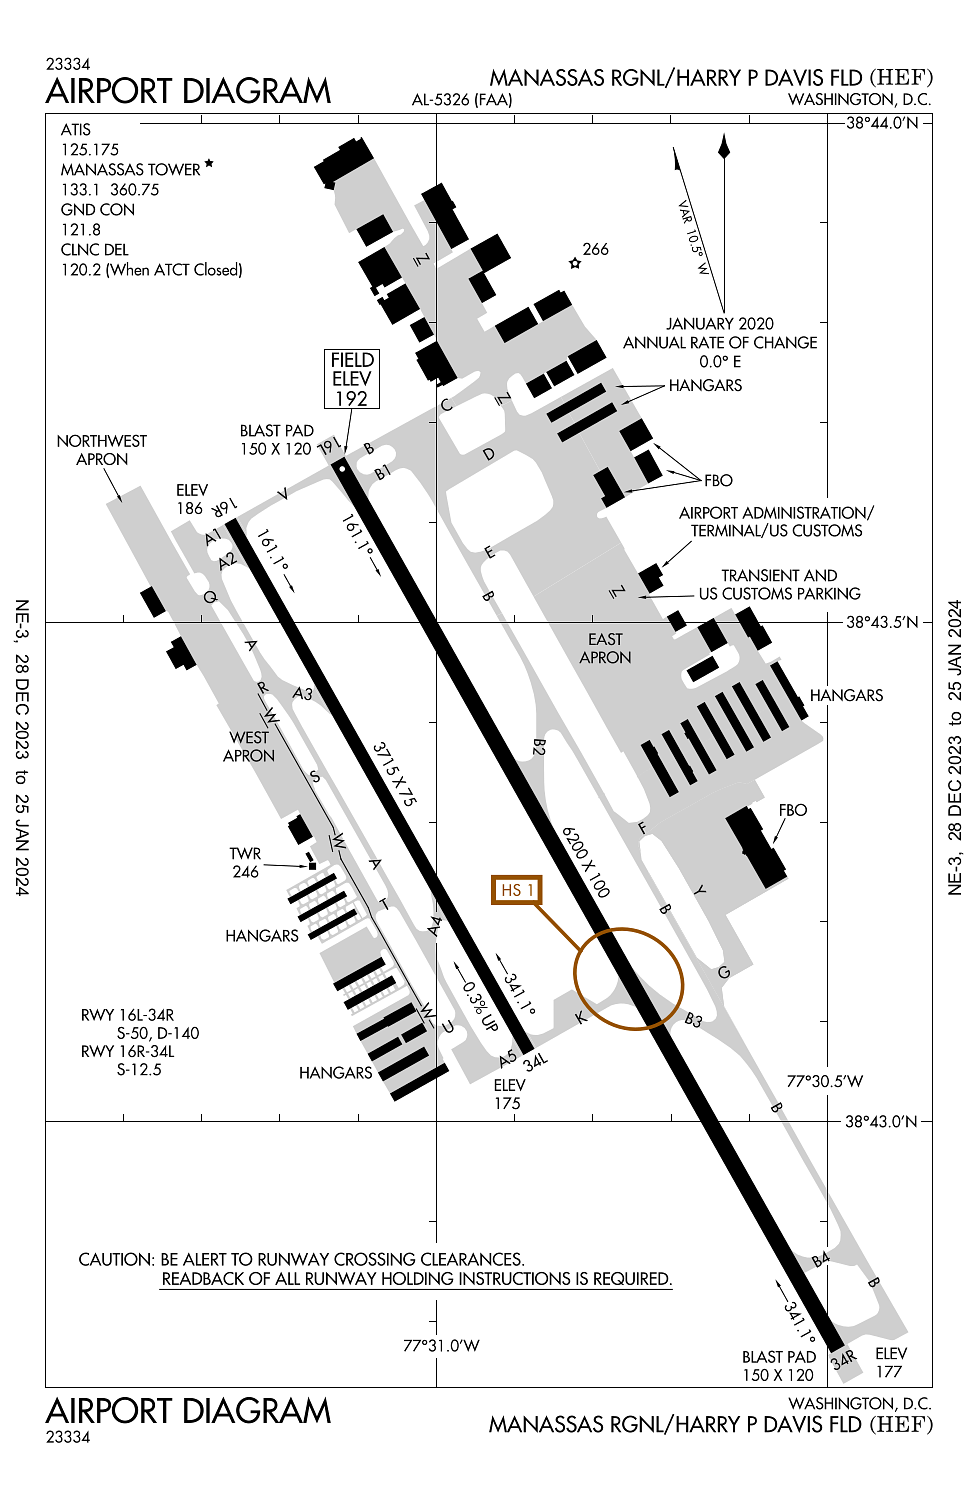 23334
AIRPORT DIAGRAM
AL-5326 (FAA)
MANASSAS RGNL/HARRY P DAVIS FLD (HEF)
WASHINGTON, D.C.
ATIS
125.175
MANASSAS TOWER
133.1 360.75
GND CON
121.8
CLNC DEL
120.2 (When ATCT Closed)
38°44.0'N
VAR 10.5° W
266
JANUARY 2020
ANNUAL RATE OF CHANGE
0.0° E
HANGARS
FIELD
ELEV
192
BLAST PAD
150 X 120
NORTHWEST
APRON
ELEV
186
16R
16L
V
B
B1
C
D
N
N
FBO
AIRPORT ADMINISTRATION/
TERMINAL/US CUSTOMS
TRANSIENT AND
US CUSTOMS PARKING
N
A1
A2
161.1°
161.1°
E
B
Q
NE-3, 28 DEC 2023 to 25 JAN 2024
NE-3, 28 DEC 2023 to 25 JAN 2024
38°43.5'N
EAST
APRON
A
R
A3
W
HANGARS
WEST
APRON
B2
S
3715 X 75
6200 X 100
F
FBO
W
TWR
246
A
T
HS 1
B
Y
A4
HANGARS
G
341.1°
0.3% UP
W
U
K
B3
RWY 16L-34R
S-50, D-140
RWY 16R-34L
S-12.5
HANGARS
A5
34L
ELEV
175
77°30.5'W
B
38°43.0'N
CAUTION: BE ALERT TO RUNWAY CROSSING CLEARANCES.
READBACK OF ALL RUNWAY HOLDING INSTRUCTIONS IS REQUIRED.
B4
B
341.1°
77°31.0'W
BLAST PAD
150 X 120
34R
ELEV
177
AIRPORT DIAGRAM
23334
WASHINGTON, D.C.
MANASSAS RGNL/HARRY P DAVIS FLD (HEF)